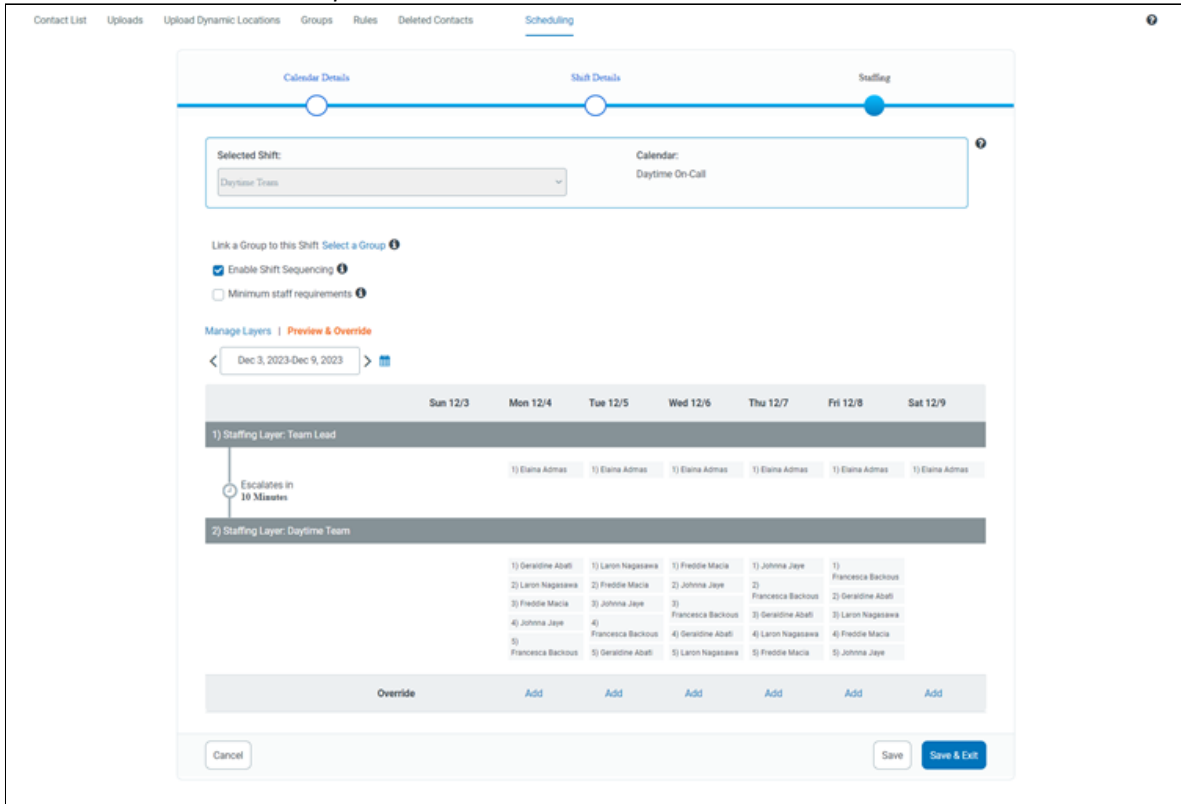 Contact List Uploads Upload Dynamic Locations Groups Rules Deleted Contacts Scheduling
Calendar Details Shift Details Staffing
Selected Shift: Calendar:
Daytime Team Daytime On-Call
Link a Group to this Shift Select a Group
Enable Shift Sequencing
Minimum staff requirements
Manage Layers | Preview & Override
Dec 3, 2023-Dec 9, 2023
Sun 12/3 Mon 12/4 Tue 12/5 Wed 12/6 Thu 12/7 Fri 12/8 Sat 12/9
1) Staffing Layer: Team Lead
1) Elaina Admas 1) Elaina Admas 1) Elaina Admas 1) Elaina Admas 1) Elaina Admas 1) Elaina Admas
Escalates in
10 Minutes
2) Staffing Layer: Daytime Team
1) Geraldine Abati
2) Laron Nagasawa
3) Freddie Macia
4) Johnna Jaye
5)
Francesca Backous
1) Laron Nagasawa
2) Freddie Macia
3) Johnna Jaye
4)
Francesca Backous
5) Geraldine Abati
1) Freddie Macia
2) Johnna Jaye
3)
Francesca Backous
4) Geraldine Abati
5) Laron Nagasawa
1) Johnna Jaye
2)
Francesca Backous
3) Geraldine Abati
4) Laron Nagasawa
5) Freddie Macia
1)
Francesca Backous
2) Geraldine Abati
3) Laron Nagasawa
4) Freddie Macia
5) Johnna Jaye
Override Add Add Add Add Add Add
Cancel Save Save & Exit